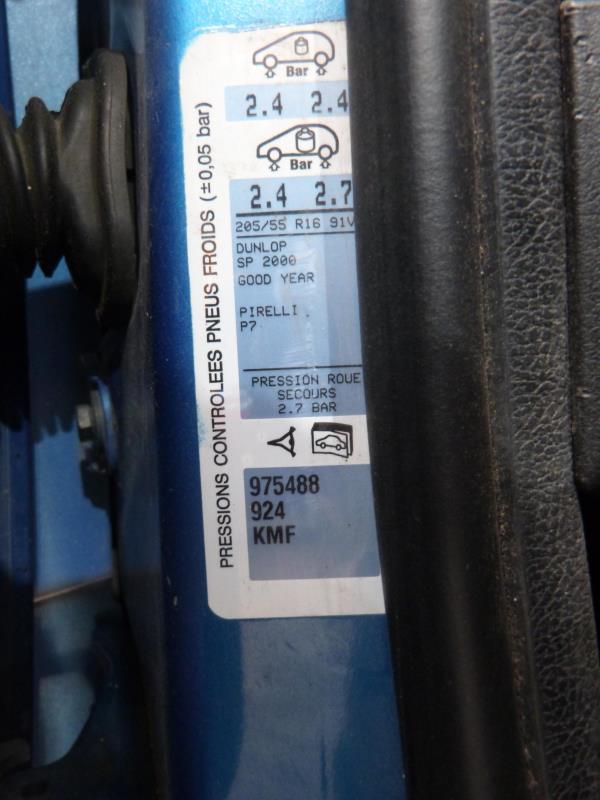 PRESSIONS CONTROLEES PNEUS FROIDS (±0,05 bar)
Bar
2.4 2.4
Bar
2.4 2.7
205/55 R16 91V
DUNLOP
SP 2000
GOOD YEAR
PIRELLI
P7
PRESSION ROUE
SECOURS
2.7 BAR
975488
924
KMF